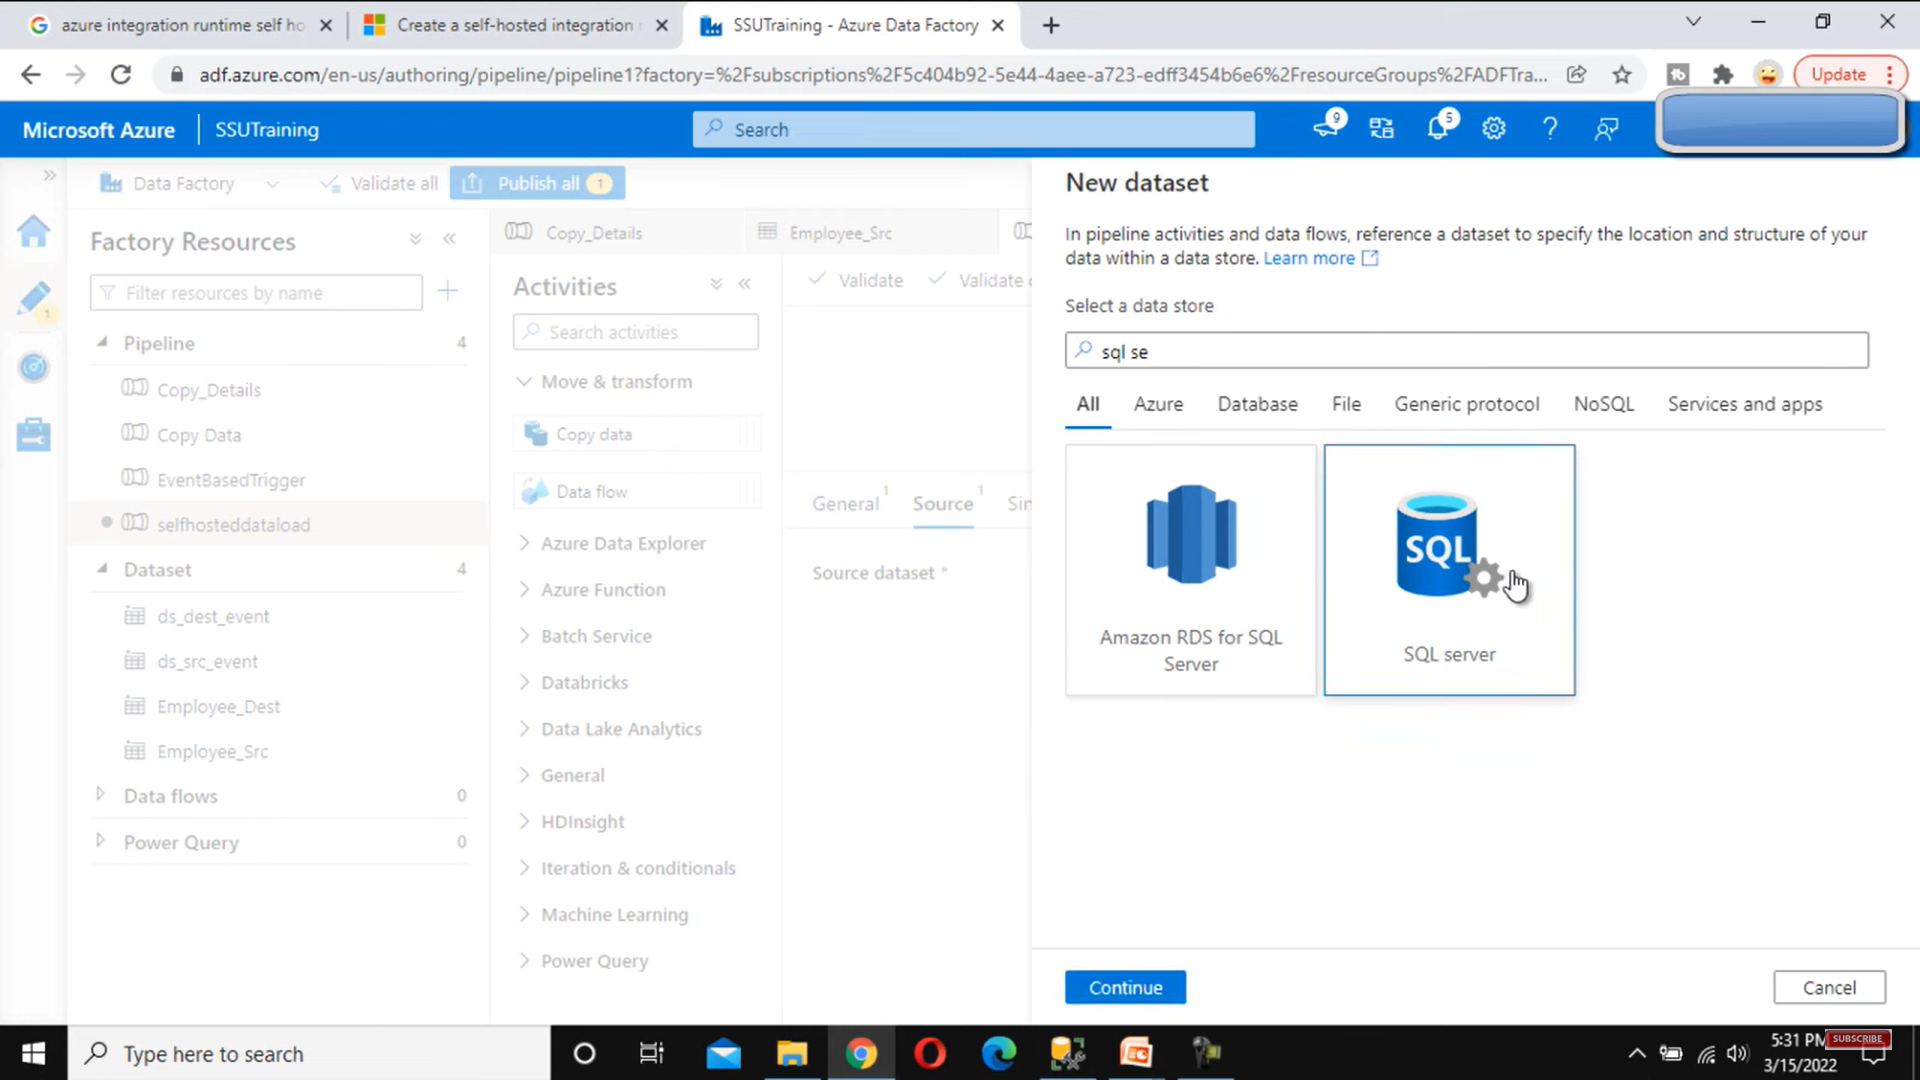 azure integration runtime self ho
Create a self-hosted integration r
SSUTraining - Azure Data Factory
adf.azure.com/en-us/authoring/pipeline/pipeline1?factory=%2Fsubscriptions%2F5c404b92-5e44-4aee-a723-edff3454b6e6%2FresourceGroups%2FADFTra...
Update
Microsoft Azure
SSUTraining
Search
9
5
Data Factory
Validate all
Publish all 1
Factory Resources
Filter resources by name
1
Pipeline 4
Copy_Details
Copy Data
EventBasedTrigger
selfhosteddataload
Dataset 4
ds_dest_event
ds_src_event
Employee_Dest
Employee_Src
Data flows 0
Power Query 0
Copy_Details
Employee_Src
Activities
Search activities
Move & transform
Copy data
Data flow
Azure Data Explorer
Azure Function
Batch Service
Databricks
Data Lake Analytics
General
HDInsight
Iteration & conditionals
Machine Learning
Power Query
Validate
Validate
General 1
Source 1
Sin
Source dataset *
New dataset
In pipeline activities and data flows, reference a dataset to specify the location and structure of your
data within a data store. Learn more
Select a data store
sql se
All
Azure
Database
File
Generic protocol
NoSQL
Services and apps
Amazon RDS for SQL
Server
SQL
SQL server
Continue
Cancel
Type here to search
5:31 PM
3/15/2022
SUBSCRIBE